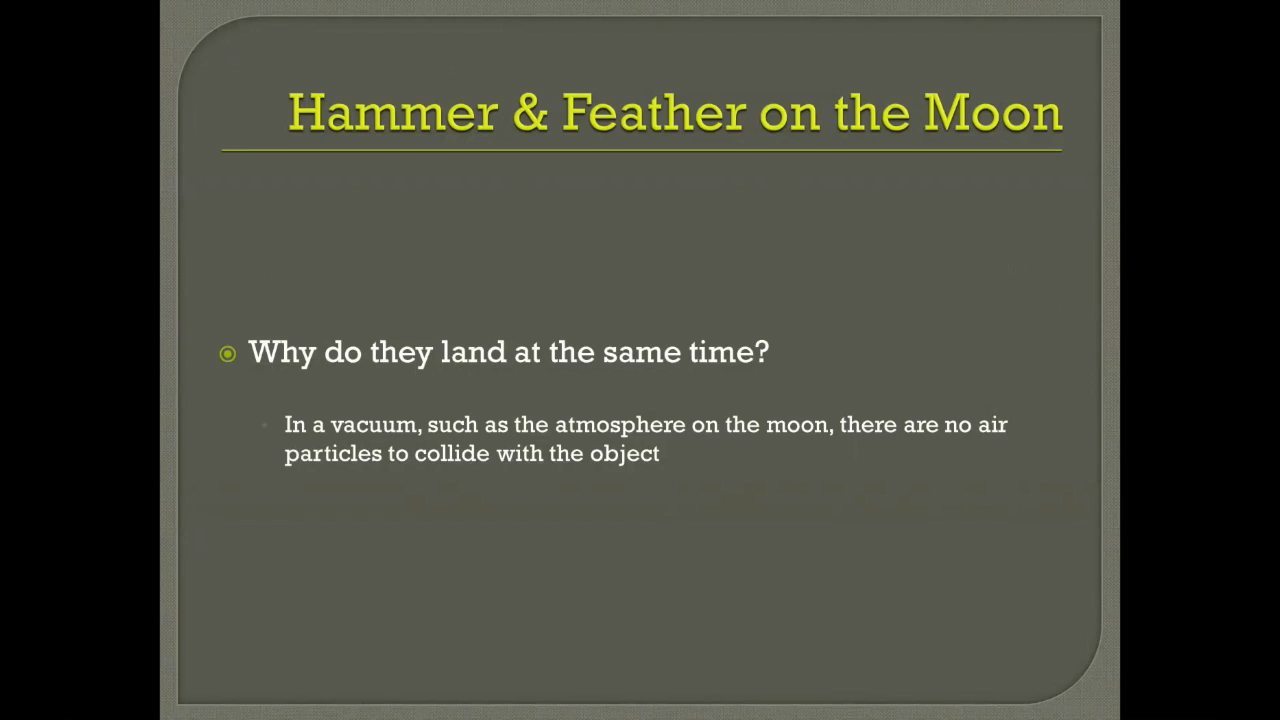 Hammer & Feather on the Moon
Why do they land at the same time?
In a vacuum, such as the atmosphere on the moon, there are no air
particles to collide with the object